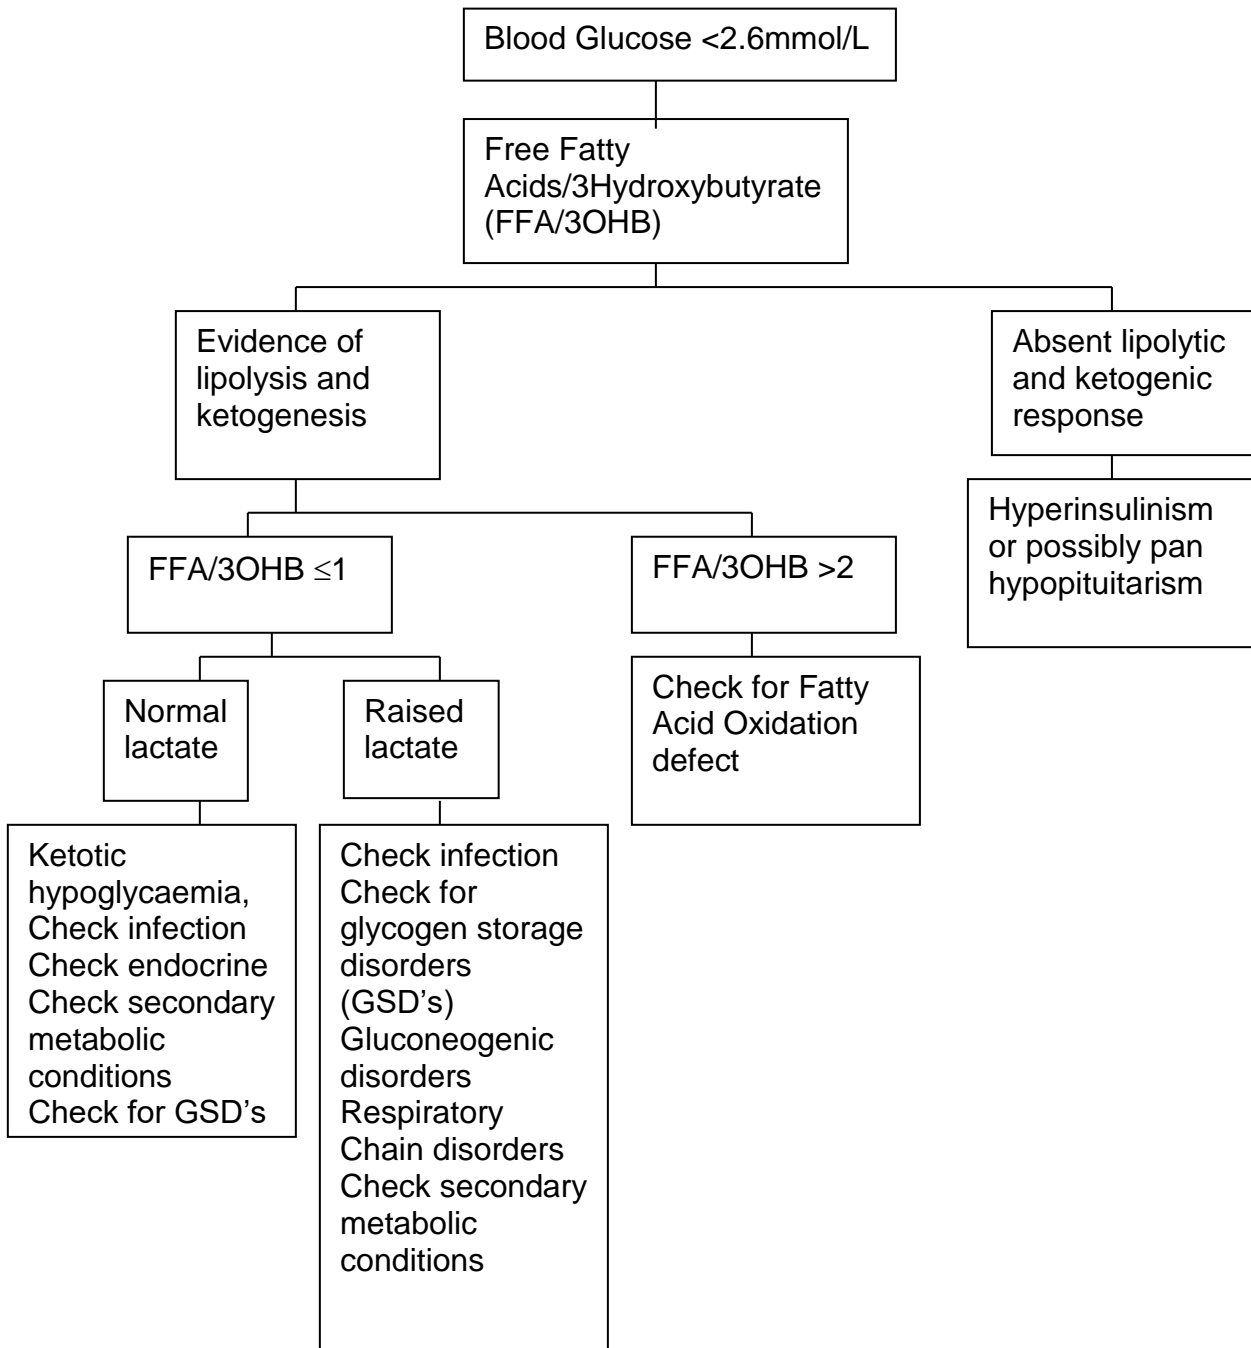 Blood Glucose <2.6mmol/L
Free Fatty
Acids/3Hydroxybutyrate
(FFA/3OHB)
Evidence of
lipolysis and
ketogenesis
Absent lipolytic
and ketogenic
response
Hyperinsulinism
or possibly pan
hypopituitarism
FFA/3OHB ≤1
FFA/3OHB >2
Normal
lactate
Raised
lactate
Check for Fatty
Acid Oxidation
defect
Ketotic
hypoglycaemia,
Check infection
Check endocrine
Check secondary
metabolic
conditions
Check for GSD’s
Check infection
Check for
glycogen storage
disorders
(GSD’s)
Gluconeogenic
disorders
Respiratory
Chain disorders
Check secondary
metabolic
conditions